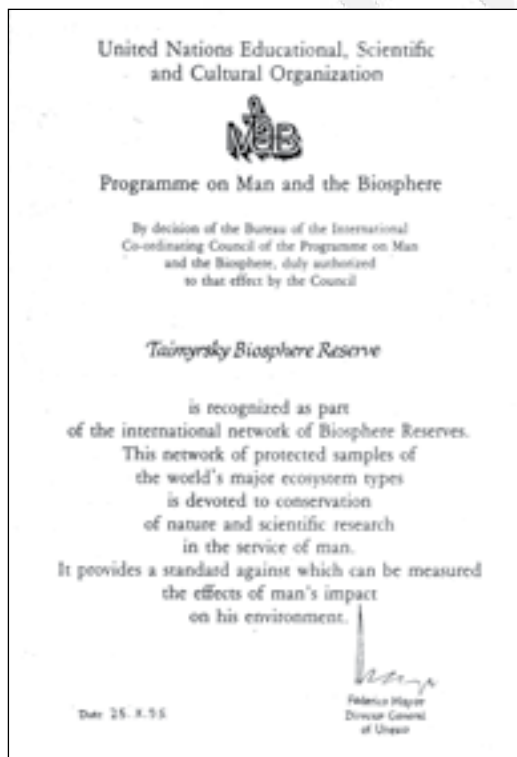 United Nations Educational, Scientific
and Cultural Organization
MaB
Programme on Man and the Biosphere
By decision of the Bureau of the International
Co-ordinating Council of the Programme on Man
and the Biosphere, duly authorized
to that effect by the Council
Taimyrsky Biosphere Reserve
is recognized as part
of the international network of Biosphere Reserves.
This network of protected samples of
the world's major ecosystem types
is devoted to conservation
of nature and scientific research
in the service of man.
It provides a standard against which can be measured
the effects of man's impact
on his environment.
Federico Mayor
Director General
of Unesco
Date 25. X. 95